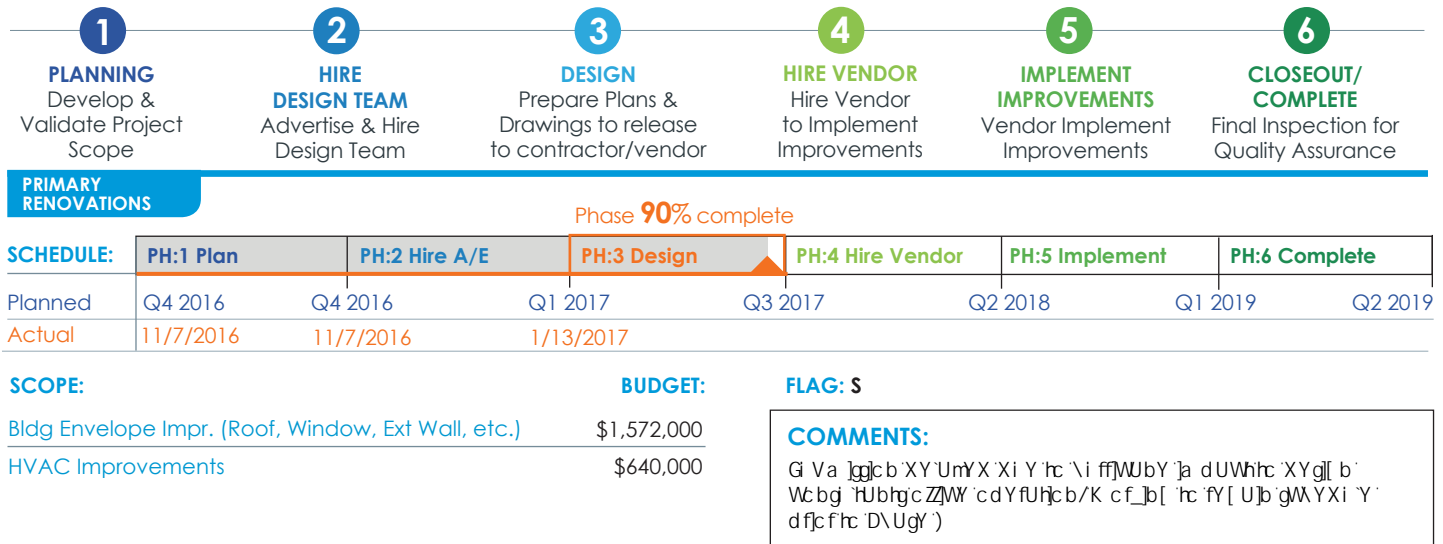 1
2
3
4
5
6
PLANNING
Develop &
Validate Project
Scope
HIRE
DESIGN TEAM
Advertise & Hire
Design Team
DESIGN
Prepare Plans &
Drawings to release
to contractor/vendor
HIRE VENDOR
Hire Vendor
to Implement
Improvements
IMPLEMENT
IMPROVEMENTS
Vendor Implement
Improvements
CLOSEOUT/
COMPLETE
Final Inspection for
Quality Assurance
PRIMARY
RENOVATIONS
Phase 90% complete
SCHEDULE: PH:1 Plan PH:2 Hire A/E PH:3 Design PH:4 Hire Vendor PH:5 Implement PH:6 Complete
Planned Q4 2016 Q4 2016 Q1 2017 Q3 2017 Q2 2018 Q1 2019 Q2 2019
Actual 11/7/2016 11/7/2016 1/13/2017
SCOPE: BUDGET:
Bldg Envelope Impr. (Roof, Window, Ext Wall, etc.) $1,572,000
HVAC Improvements $640,000
FLAG: S
COMMENTS: